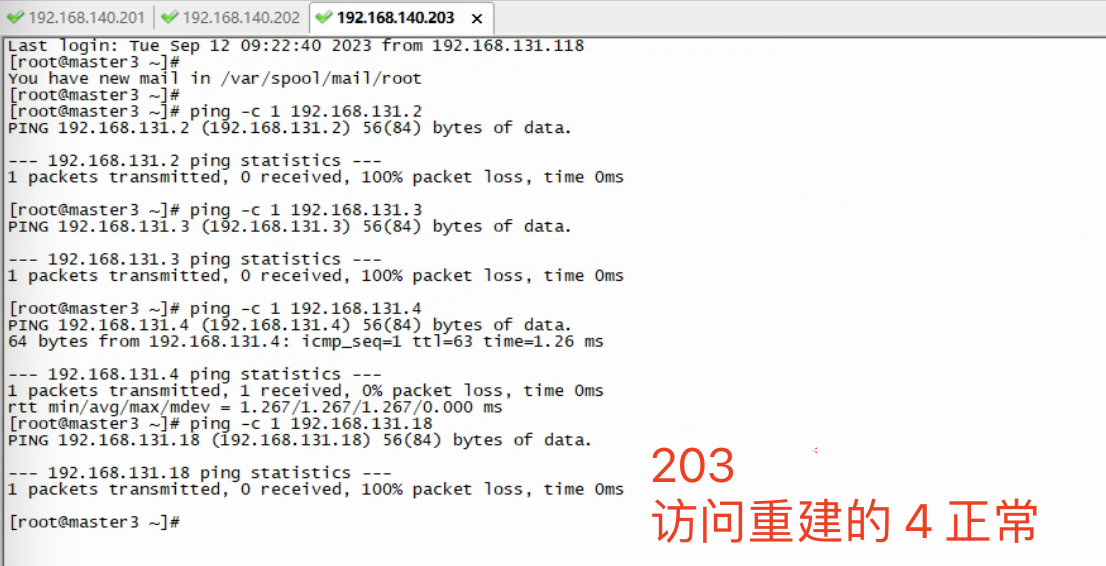 192.168.140.201 192.168.140.202 192.168.140.203 ×
Last login: Tue Sep 12 09:22:40 2023 from 192.168.131.118
[root@master3 ~]#
You have new mail in /var/spool/mail/root
[root@master3 ~]#
[root@master3 ~]# ping -c 1 192.168.131.2
PING 192.168.131.2 (192.168.131.2) 56(84) bytes of data.
--- 192.168.131.2 ping statistics ---
1 packets transmitted, 0 received, 100% packet loss, time 0ms
[root@master3 ~]# ping -c 1 192.168.131.3
PING 192.168.131.3 (192.168.131.3) 56(84) bytes of data.
--- 192.168.131.3 ping statistics ---
1 packets transmitted, 0 received, 100% packet loss, time 0ms
[root@master3 ~]# ping -c 1 192.168.131.4
PING 192.168.131.4 (192.168.131.4) 56(84) bytes of data.
64 bytes from 192.168.131.4: icmp_seq=1 ttl=63 time=1.26 ms
--- 192.168.131.4 ping statistics ---
1 packets transmitted, 1 received, 0% packet loss, time 0ms
rtt min/avg/max/mdev = 1.267/1.267/1.267/0.000 ms
[root@master3 ~]# ping -c 1 192.168.131.18
PING 192.168.131.18 (192.168.131.18) 56(84) bytes of data.
--- 192.168.131.18 ping statistics ---
1 packets transmitted, 0 received, 100% packet loss, time 0ms
[root@master3 ~]#
203
访问重建的 4 正常